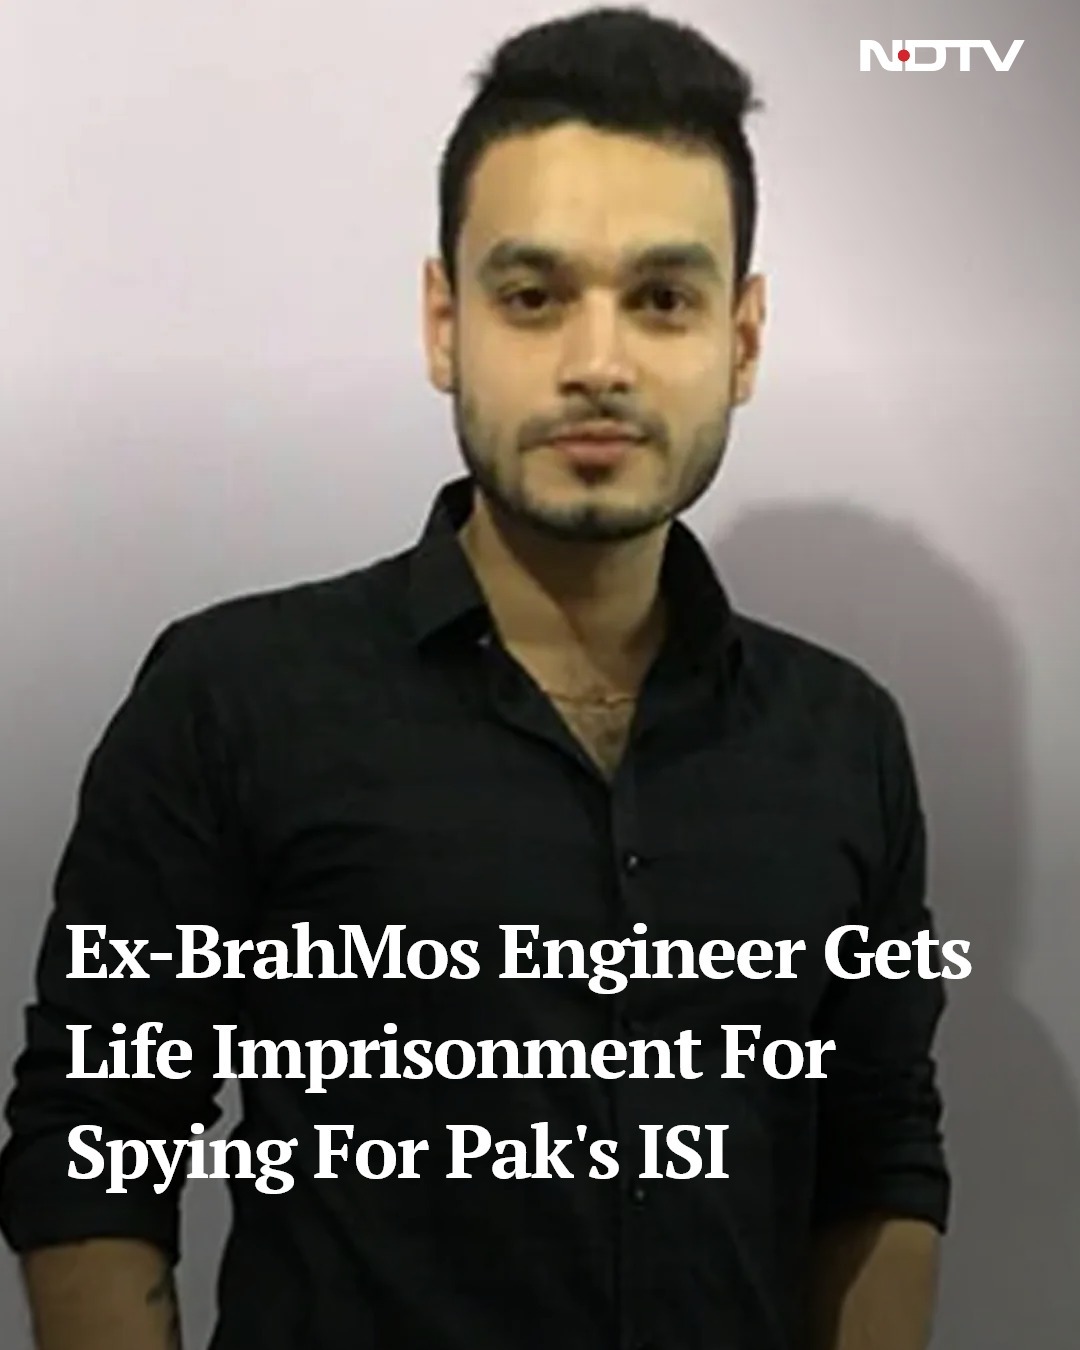 NDTV
Ex-BrahMos Engineer Gets
Life Imprisonment For
Spying For Pak's ISI